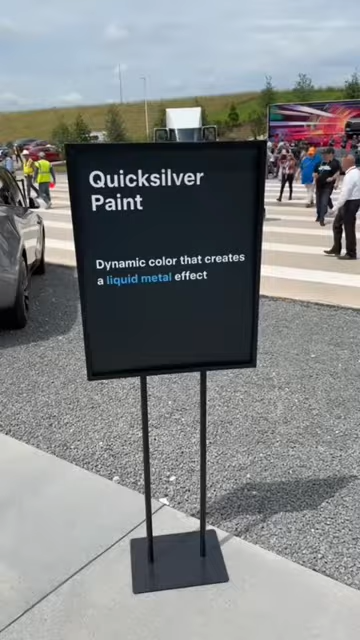 Quicksilver
Paint
Dynamic color that creates
a liquid metal effect